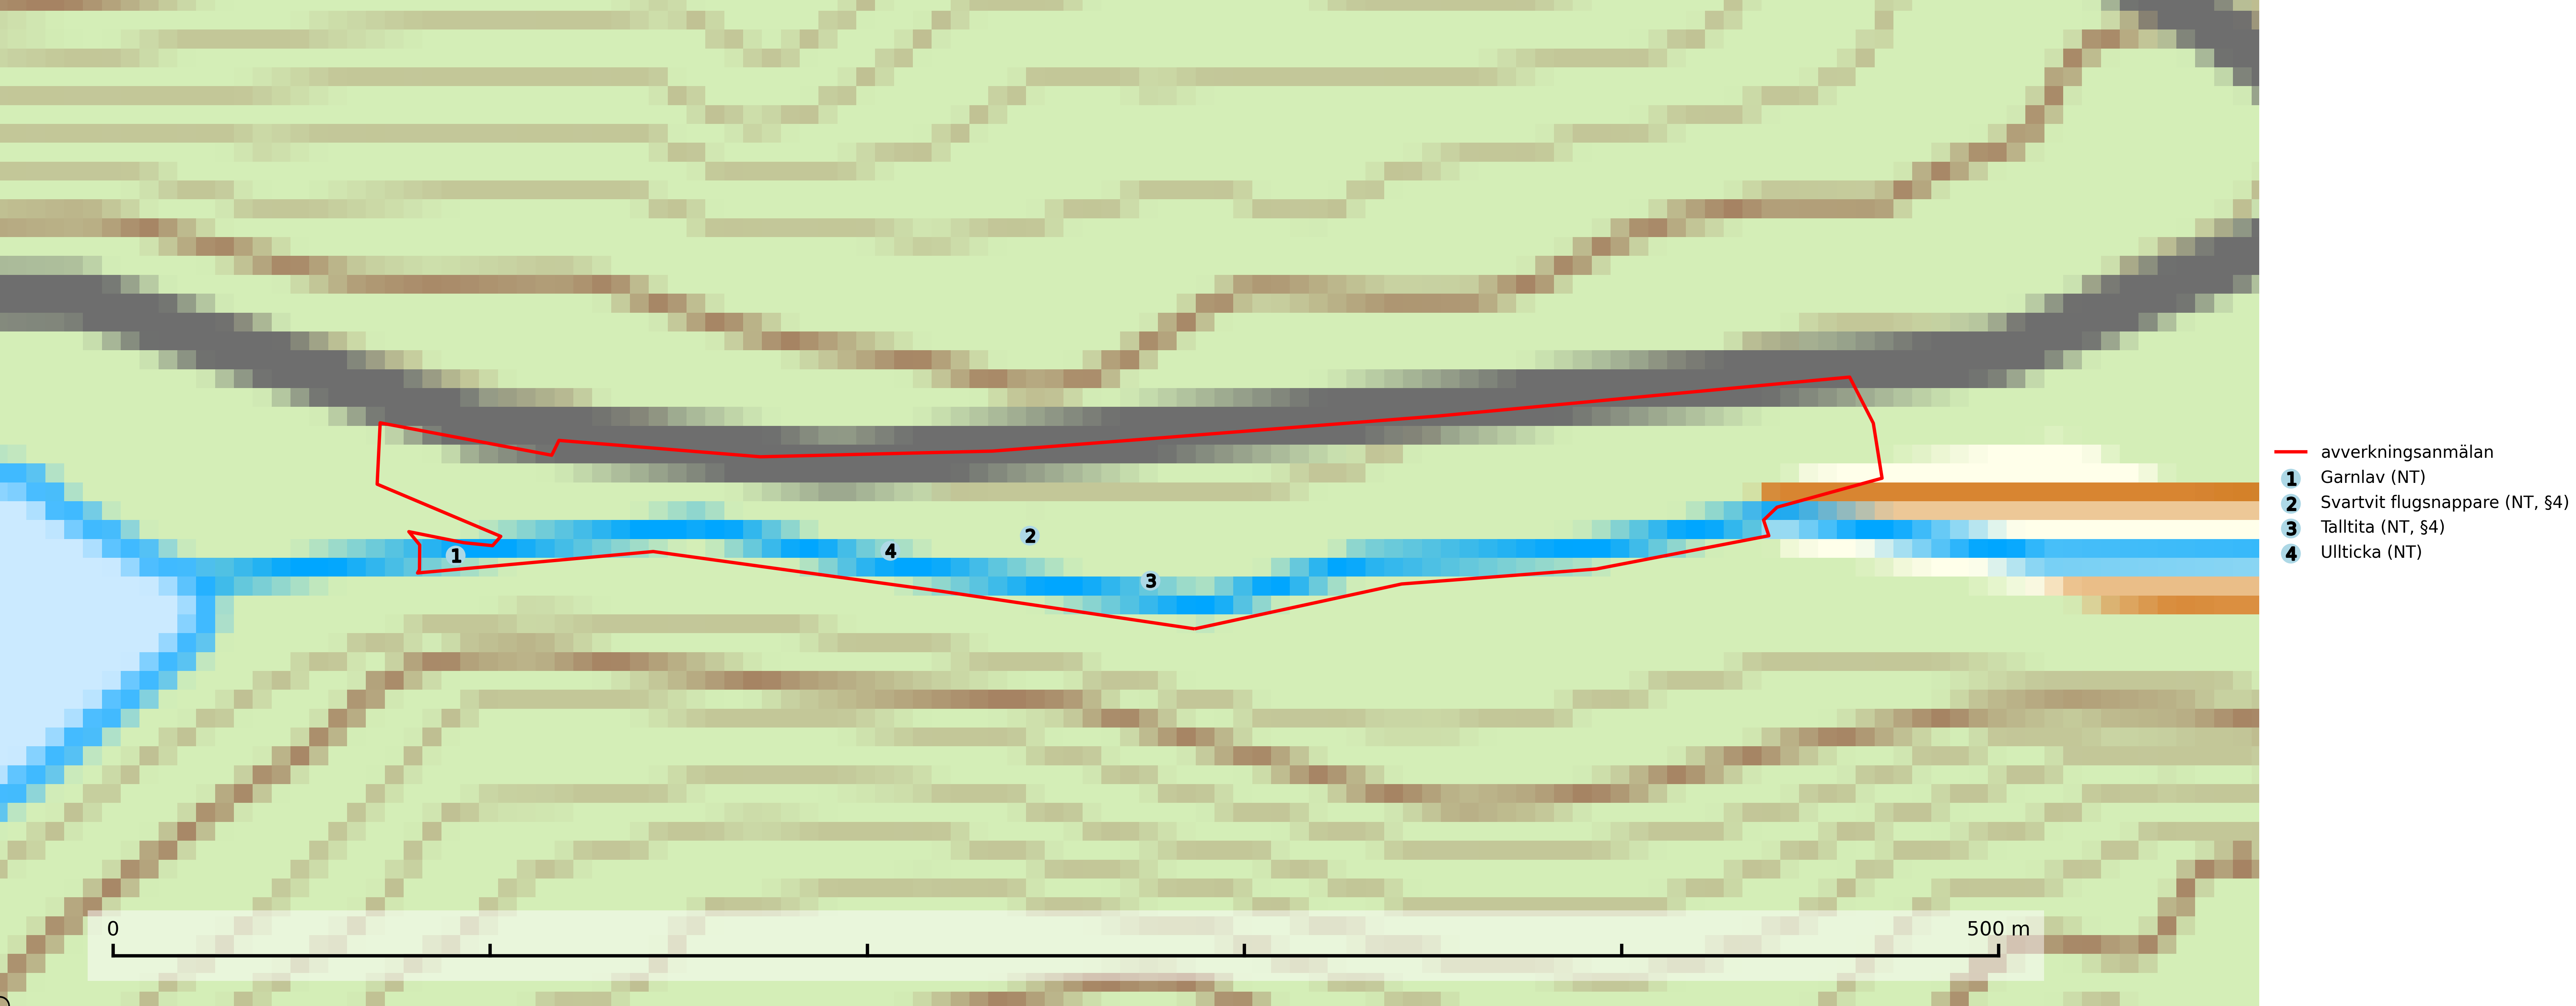 avverkningsanmälan
1 Garnlav (NT)
2 Svartvit flugsnappare (NT, §4)
3 Talltita (NT, §4)
4 Ullticka (NT)
2
4
1
3
0
500 m